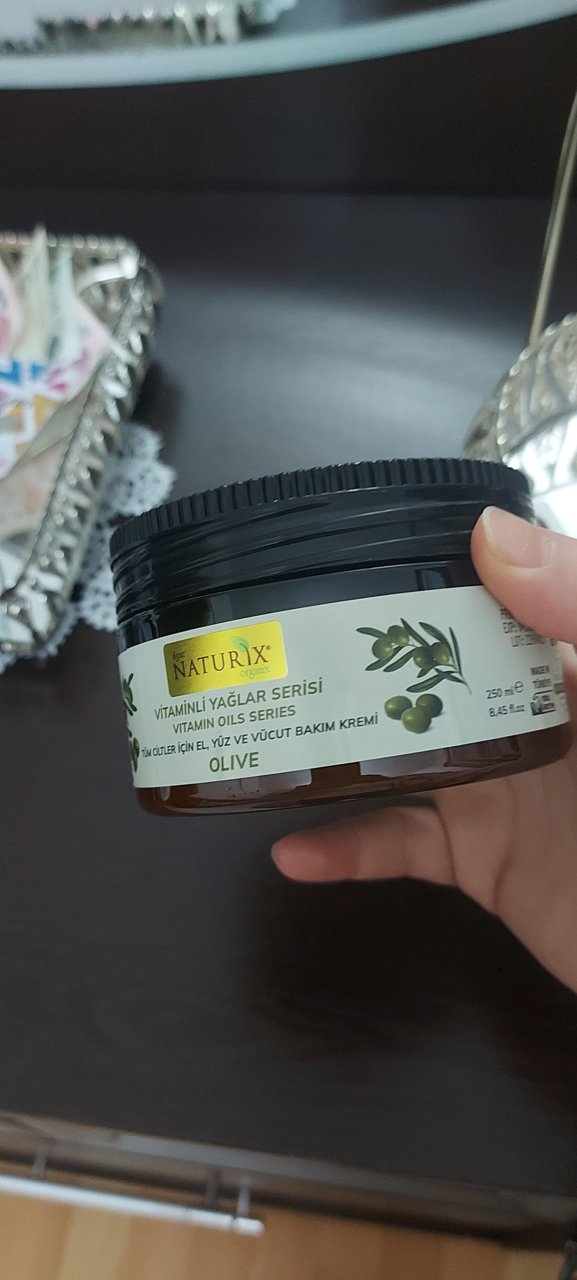 NATURIX®
VİTAMİNLİ YAĞLAR SERİSİ
VITAMIN OILS SERIES
TÜM CİLTLER İÇİN EL, YÜZ VE VÜCUT BAKIM KREMİ
OLIVE
250 ml ℮
8,45 fl.oz
MADE IN
TÜRKİYE